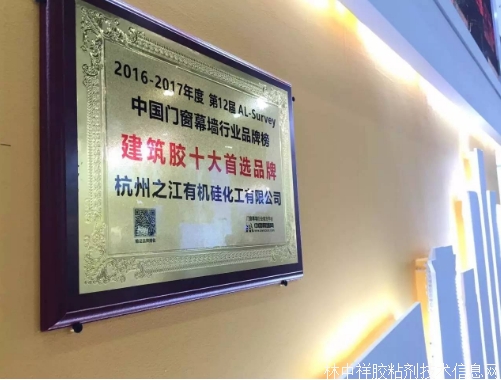 2016-2017年度 第12届 AL-Survey
中国门窗幕墙行业品牌榜
建筑胶十大首选品牌
杭州之江有机硅化工有限公司
林中祥胶粘剂技术信息网